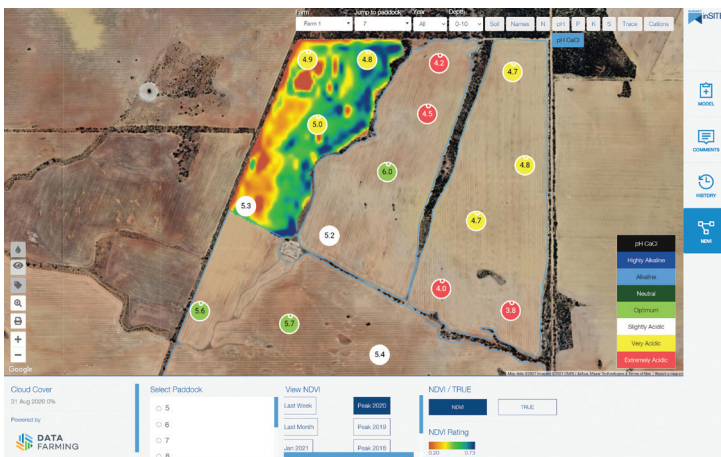 Farm Jump to paddock Year Depth
Farm 1 7 All 0-10 Soil Names N pH P K S Trace Cations
pH CaCl
inSITE
4.9 4.8 4.2 4.7
4.5
5.0
4.8
6.0
5.3
4.7
5.2
4.0
5.6
3.8
5.7
5.4
MODEL
COMMENTS
HISTORY
NDVI
pH CaCl
Highly Alkaline
Alkaline
Neutral
Optimum
Slightly Acidic
Very Acidic
Extremely Acidic
Google
Cloud Cover
31 Aug 2020 0%
Powered by
DATA
FARMING
Select Paddock
5
6
7
8
View NDVI
Last Week Peak 2020
Last Month Peak 2019
Jan 2021 Peak 2018
NDVI / TRUE
NDVI TRUE
NDVI Rating
0.20 0.73